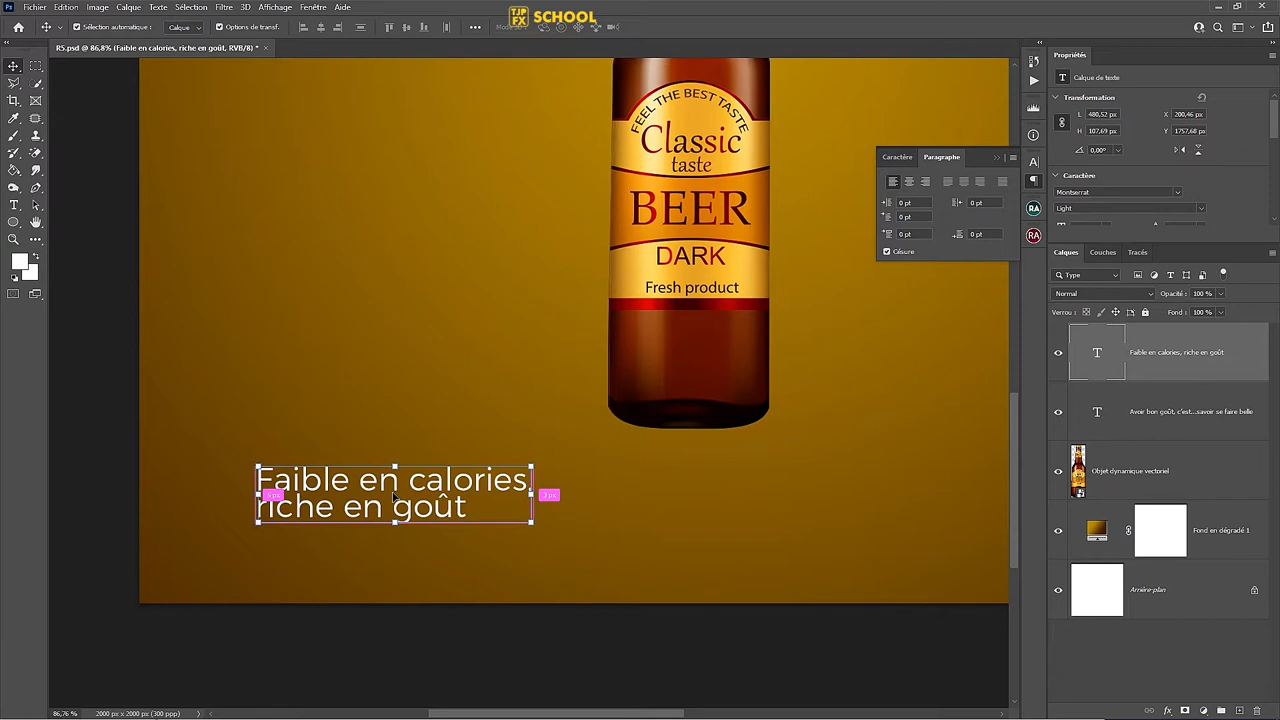 Fichier Edition Image Calque Texte Sélection Filtre 3D Affichage Fenêtre Aide
TJP FX SCHOOL
Sélection automatique : Calque Options de transf.
R5.psd @ 86,8% (Faible en calories, riche en goût, RVB/8) *
FEEL THE BEST TASTE
Classic
taste
BEER
DARK
Fresh product
Faible en calories,
riche en goût
5 px
3 px
Caractère Paragraphe
0 pt 0 pt
0 pt
0 pt 0 pt
Césure
Propriétés
Calque de texte
Transformation
L 480,52 px X 200,46 px
H 107,69 px Y 1757,68 px
0,00°
Caractère
Montserrat
Light
Calques Couches Tracés
Type
Normal Opacité : 100 %
Verrou : Fond : 100 %
Faible en calories, riche en goût
Avoir bon goût, c'est...savoir se faire belle
Objet dynamique vectoriel
Fond en dégradé 1
Arrière-plan
86,76 % 2000 px x 2000 px (300 ppp)